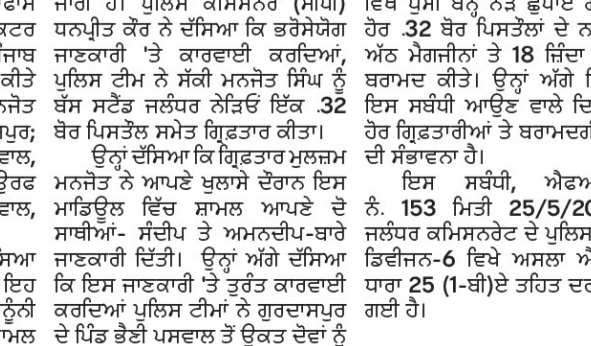 ਜਾਰੀ ਹੈ। ਪੁਲਿਸ ਕਮਿਸ਼ਨਰ (ਸੀਪੀ)
ਧਨਪ੍ਰੀਤ ਕੌਰ ਨੇ ਦੱਸਿਆ ਕਿ ਭਰੋਸੇਯੋਗ
ਜਾਣਕਾਰੀ 'ਤੇ ਕਾਰਵਾਈ ਕਰਦਿਆਂ,
ਪੁਲਿਸ ਟੀਮ ਨੇ ਸ਼ੱਕੀ ਮਨਜੋਤ ਸਿੰਘ ਨੂੰ
ਬੱਸ ਸਟੈਂਡ ਜਲੰਧਰ ਨੇੜਿਓਂ ਇੱਕ .32
ਬੋਰ ਪਿਸਤੌਲ ਸਮੇਤ ਗ੍ਰਿਫ਼ਤਾਰ ਕੀਤਾ।
ਉਨ੍ਹਾਂ ਦੱਸਿਆ ਕਿ ਗ੍ਰਿਫ਼ਤਾਰ ਮੁਲਜ਼ਮ
ਮਨਜੋਤ ਨੇ ਆਪਣੇ ਖੁਲਾਸੇ ਦੌਰਾਨ ਇਸ
ਮਾਡਿਊਲ ਵਿੱਚ ਸ਼ਾਮਲ ਆਪਣੇ ਦੋ
ਸਾਥੀਆਂ- ਸੰਦੀਪ ਤੇ ਅਮਨਦੀਪ-ਬਾਰੇ
ਜਾਣਕਾਰੀ ਦਿੱਤੀ। ਉਨ੍ਹਾਂ ਅੱਗੇ ਦੱਸਿਆ
ਕਿ ਇਸ ਜਾਣਕਾਰੀ 'ਤੇ ਤੁਰੰਤ ਕਾਰਵਾਈ
ਕਰਦਿਆਂ ਪੁਲਿਸ ਟੀਮਾਂ ਨੇ ਗੁਰਦਾਸਪੁਰ
ਦੇ ਪਿੰਡ ਭੈਣੀ ਪਸਵਾਲ ਤੋਂ ਉਕਤ ਦੋਵਾਂ ਨੂੰ
ਹੋਰ .32 ਬੋਰ ਪਿਸਤੌਲਾਂ ਦੇ ਨ
ਅੱਠ ਮੈਗਜੀਨਾਂ ਤੇ 18 ਜ਼ਿੰਦਾ
ਬਰਾਮਦ ਕੀਤੇ। ਉਨ੍ਹਾਂ ਅੱਗੇ ਵਿ
ਇਸ ਸਬੰਧੀ ਆਉਣ ਵਾਲੇ ਦਿ
ਹੋਰ ਗ੍ਰਿਫ਼ਤਾਰੀਆਂ ਤੇ ਬਰਾਮਦਗੀ
ਦੀ ਸੰਭਾਵਨਾ ਹੈ।
ਇਸ ਸਬੰਧੀ, ਐਫਆ
ਨੰ. 153 ਮਿਤੀ 25/5/20
ਜਲੰਧਰ ਕਮਿਸਨਰੇਟ ਦੇ ਪੁਲਿਸ
ਡਿਵੀਜਨ-6 ਵਿਖੇ ਅਸਲਾ ਐ
ਧਾਰਾ 25 (1-ਬੀ)ਏ ਤਹਿਤ ਦਰ
ਗਈ ਹੈ।